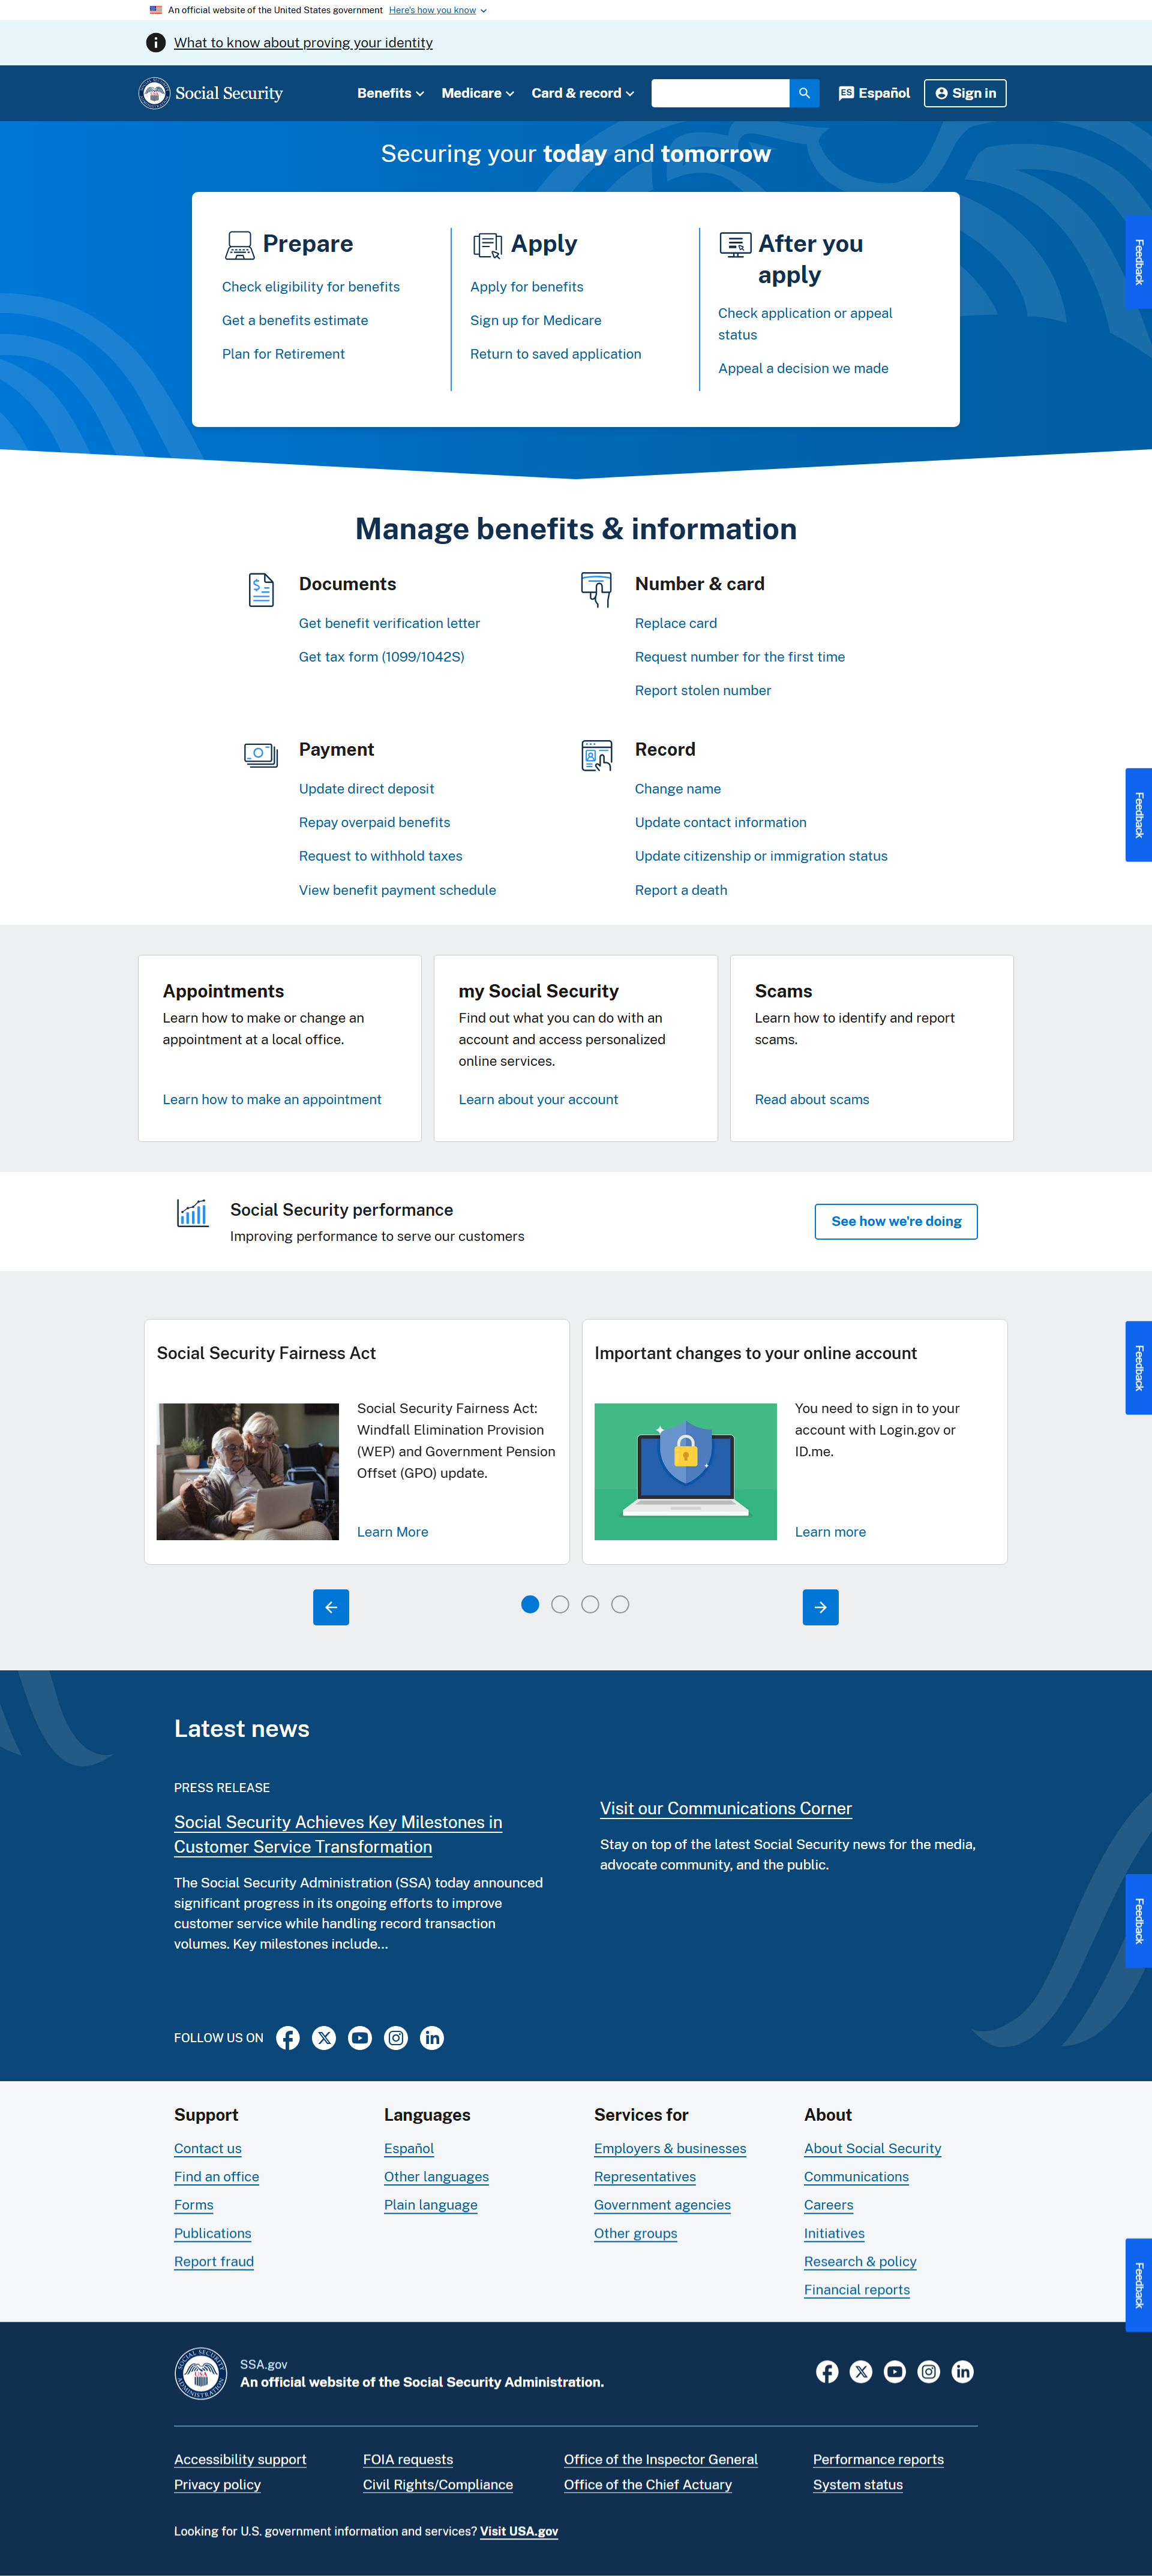 An official website of the United States government Here's how you know
What to know about proving your identity
Social Security
Benefits
Medicare
Card & record
ES Español
Sign in
Securing your today and tomorrow
Prepare
Check eligibility for benefits
Get a benefits estimate
Plan for Retirement
Apply
Apply for benefits
Sign up for Medicare
Return to saved application
After you
apply
Check application or appeal
status
Appeal a decision we made
Feedback
Manage benefits & information
Documents
Get benefit verification letter
Get tax form (1099/1042S)
Number & card
Replace card
Request number for the first time
Report stolen number
Payment
Update direct deposit
Repay overpaid benefits
Request to withhold taxes
View benefit payment schedule
Record
Change name
Update contact information
Update citizenship or immigration status
Report a death
Feedback
Appointments
Learn how to make or change an
appointment at a local office.
Learn how to make an appointment
my Social Security
Find out what you can do with an
account and access personalized
online services.
Learn about your account
Scams
Learn how to identify and report
scams.
Read about scams
Social Security performance
Improving performance to serve our customers
See how we're doing
Social Security Fairness Act
Social Security Fairness Act:
Windfall Elimination Provision
(WEP) and Government Pension
Offset (GPO) update.
Learn More
Important changes to your online account
You need to sign in to your
account with Login.gov or
ID.me.
Learn more
Feedback
Latest news
PRESS RELEASE
Social Security Achieves Key Milestones in
Customer Service Transformation
The Social Security Administration (SSA) today announced
significant progress in its ongoing efforts to improve
customer service while handling record transaction
volumes. Key milestones include...
Visit our Communications Corner
Stay on top of the latest Social Security news for the media,
advocate community, and the public.
Feedback
FOLLOW US ON
Support
Contact us
Find an office
Forms
Publications
Report fraud
Languages
Español
Other languages
Plain language
Services for
Employers & businesses
Representatives
Government agencies
Other groups
About
About Social Security
Communications
Careers
Initiatives
Research & policy
Financial reports
Feedback
SOCIAL SECURITY ADMINISTRATION
USA
SSA.gov
An official website of the Social Security Administration.
Accessibility support
FOIA requests
Office of the Inspector General
Performance reports
Privacy policy
Civil Rights/Compliance
Office of the Chief Actuary
System status
Looking for U.S. government information and services? Visit USA.gov